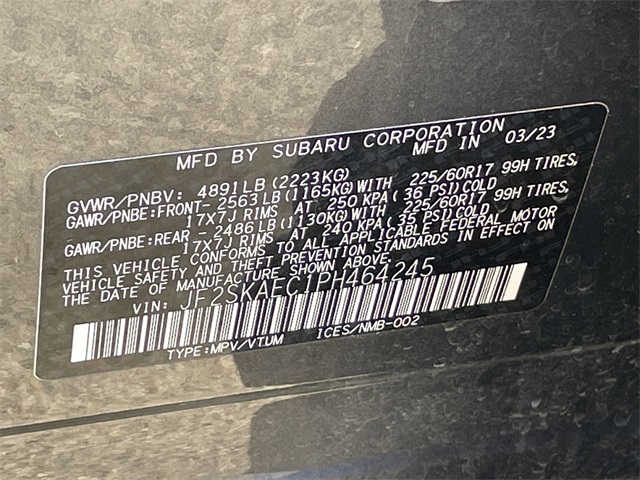 MFD BY SUBARU CORPORATION
MFD IN 03/23
GVWR/PNBV: 4891LB(2223KG)
GAWR/PNBE:FRONT-2563LB(1165KG)WITH 225/60R17 99H TIRES,
17X7J RIMS AT 250 KPA(36 PSI)COLD
GAWR/PNBE:REAR -2486LB(1130KG)WITH 225/60R17 99H TIRES,
17X7J RIMS AT 240 KPA(35 PSI)COLD
THIS VEHICLE CONFORMS TO ALL APPLICABLE FEDERAL MOTOR
VEHICLE SAFETY AND THEFT PREVENTION STANDARDS IN EFFECT ON
THE DATE OF MANUFACTURE SHOWN ABOVE.
VIN: JF2SKAEC1PH464245
TYPE:MPV/VTUM ICES/NMB-002